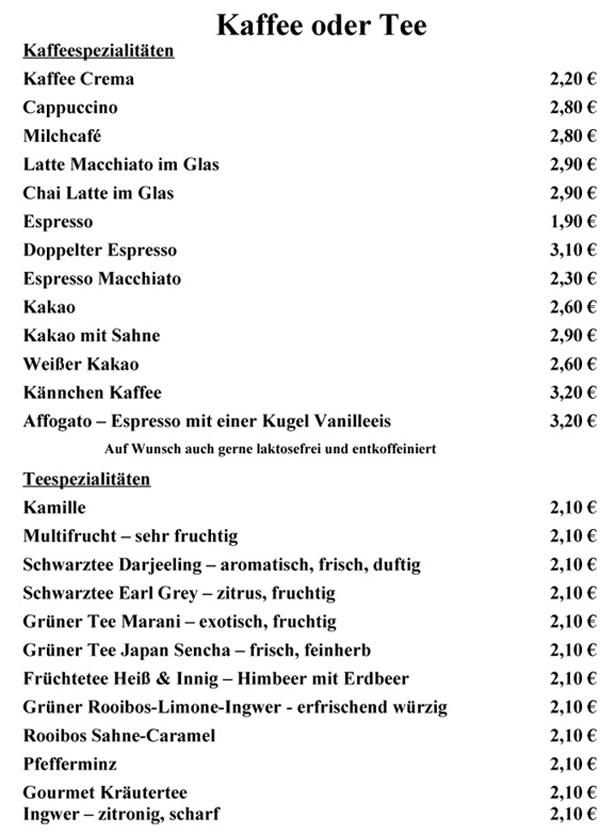 Kaffee oder Tee
Kaffeespezialitäten
Kaffee Crema 2,20 €
Cappuccino 2,80 €
Milchcafé 2,80 €
Latte Macchiato im Glas 2,90 €
Chai Latte im Glas 2,90 €
Espresso 1,90 €
Doppelter Espresso 3,10 €
Espresso Macchiato 2,30 €
Kakao 2,60 €
Kakao mit Sahne 2,90 €
Weißer Kakao 2,60 €
Kännchen Kaffee 3,20 €
Affogato – Espresso mit einer Kugel Vanilleeis 3,20 €
Auf Wunsch auch gerne laktosefrei und entkoffeiniert
Teespezialitäten
Kamille 2,10 €
Multifrucht – sehr fruchtig 2,10 €
Schwarztee Darjeeling – aromatisch, frisch, duftig 2,10 €
Schwarztee Earl Grey – zitrus, fruchtig 2,10 €
Grüner Tee Marani – exotisch, fruchtig 2,10 €
Grüner Tee Japan Sencha – frisch, feinherb 2,10 €
Früchtetee Heiß & Innig – Himbeer mit Erdbeer 2,10 €
Grüner Rooibos-Limone-Ingwer - erfrischend würzig 2,10 €
Rooibos Sahne-Caramel 2,10 €
Pfefferminz 2,10 €
Gourmet Kräutertee 2,10 €
Ingwer – zitronig, scharf 2,10 €